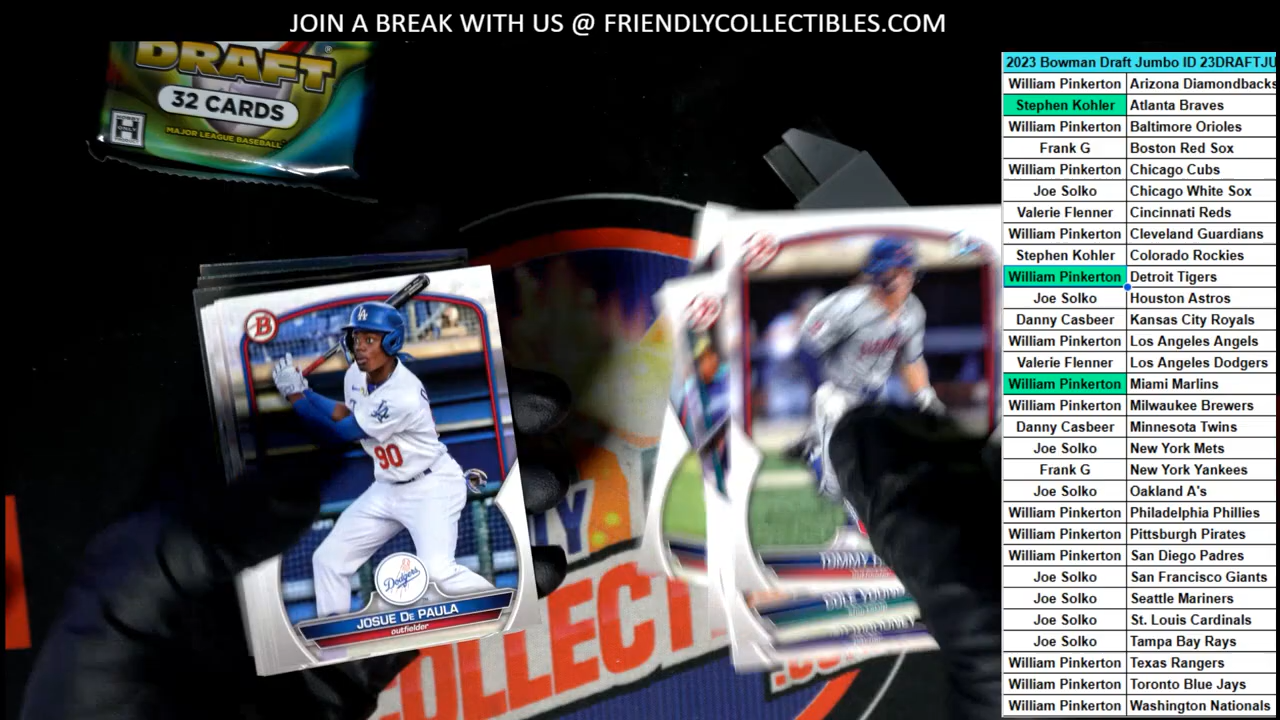 JOIN A BREAK WITH US @ FRIENDLYCOLLECTIBLES.COM
DRAFT
32 CARDS
MAJOR LEAGUE BASEBALL
H
B
LA
90
Dodgers
JOSUE DE PAULA
outfielder
COLLECT
2023 Bowman Draft Jumbo ID 23DRAFTJU
William Pinkerton Arizona Diamondbacks
Stephen Kohler Atlanta Braves
William Pinkerton Baltimore Orioles
Frank G Boston Red Sox
William Pinkerton Chicago Cubs
Joe Solko Chicago White Sox
Valerie Flenner Cincinnati Reds
William Pinkerton Cleveland Guardians
Stephen Kohler Colorado Rockies
William Pinkerton Detroit Tigers
Joe Solko Houston Astros
Danny Casbeer Kansas City Royals
William Pinkerton Los Angeles Angels
Valerie Flenner Los Angeles Dodgers
William Pinkerton Miami Marlins
William Pinkerton Milwaukee Brewers
Danny Casbeer Minnesota Twins
Joe Solko New York Mets
Frank G New York Yankees
Joe Solko Oakland A's
William Pinkerton Philadelphia Phillies
William Pinkerton Pittsburgh Pirates
William Pinkerton San Diego Padres
Joe Solko San Francisco Giants
Joe Solko Seattle Mariners
Joe Solko St. Louis Cardinals
Joe Solko Tampa Bay Rays
William Pinkerton Texas Rangers
William Pinkerton Toronto Blue Jays
William Pinkerton Washington Nationals